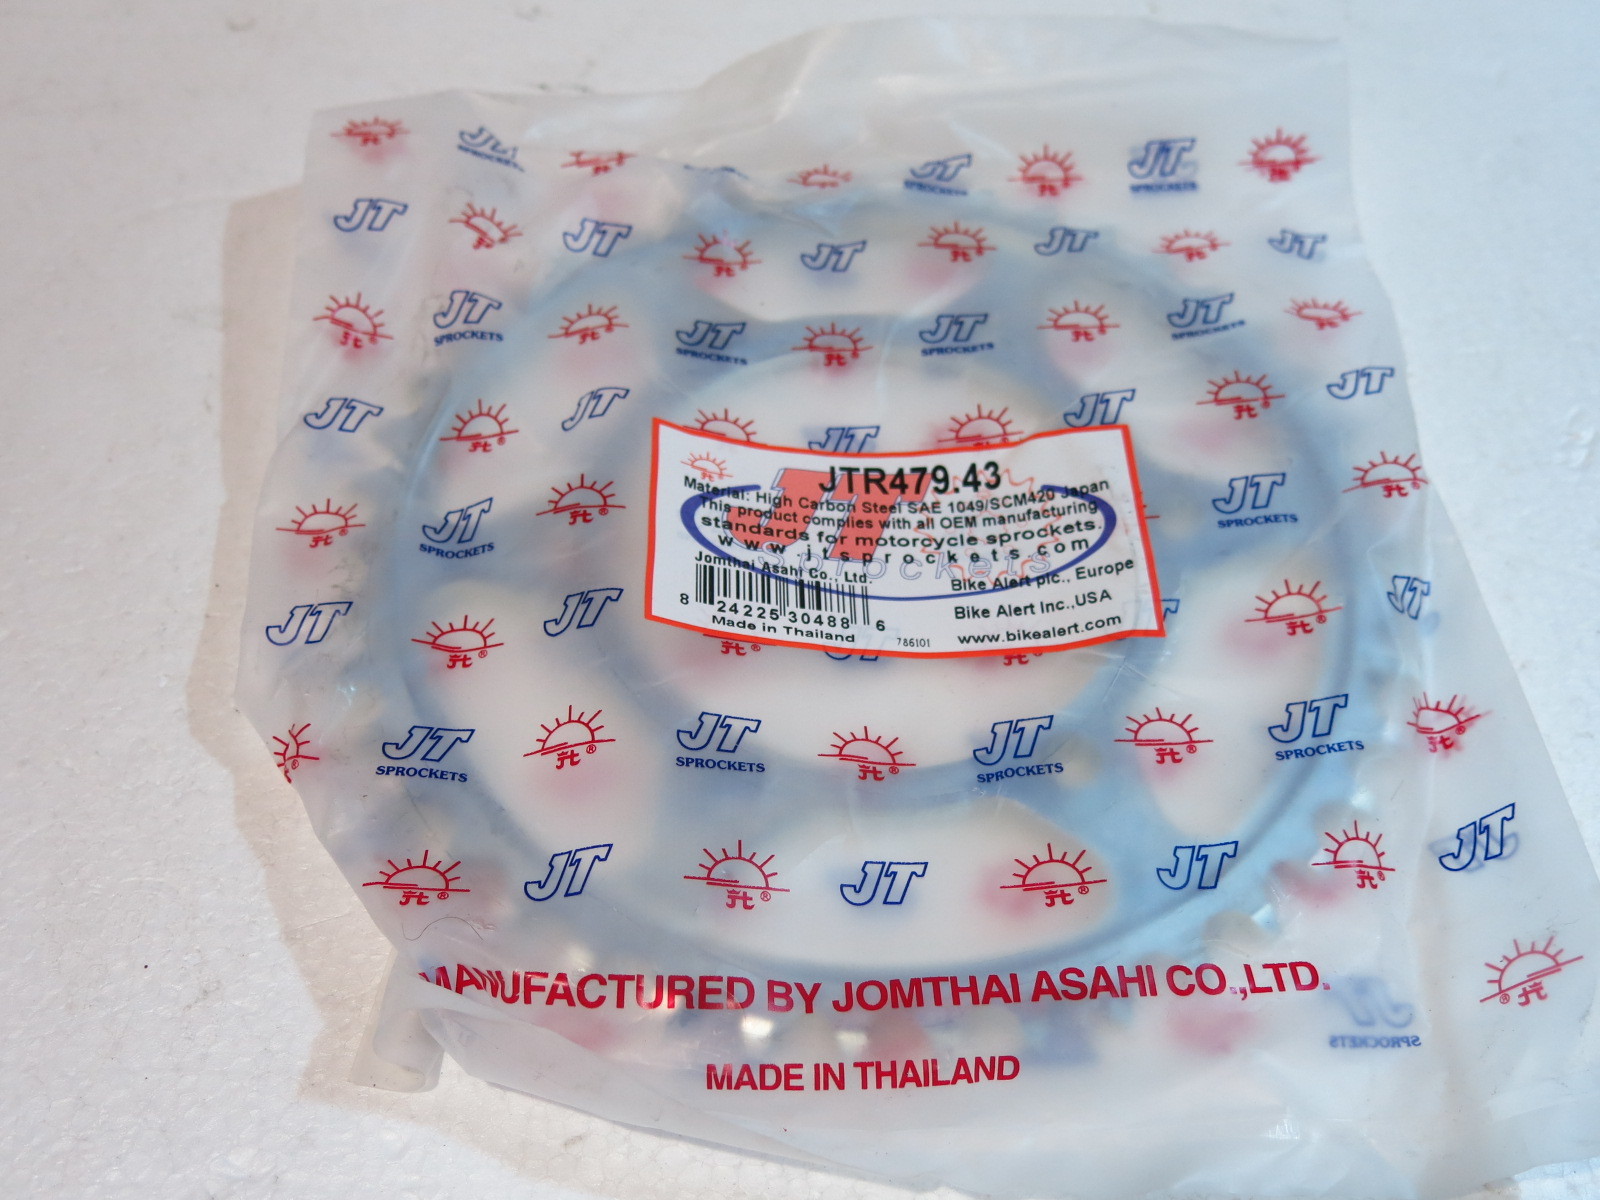 JTR479.43
Material: High Carbon Steel SAE 1049/SCM420 Japan
This product complies with all OEM manufacturing
standards for motorcycle sprockets.
www.jtsprockets.com
JT
Sprockets
Jomthai Asahi Co., Ltd.
Bike Alert plc., Europe
8 24225 30488 6
Bike Alert Inc.,USA
Made in Thailand
786101
www.bikealert.com
JT
SPROCKETS
MANUFACTURED BY JOMTHAI ASAHI CO.,LTD.
MADE IN THAILAND